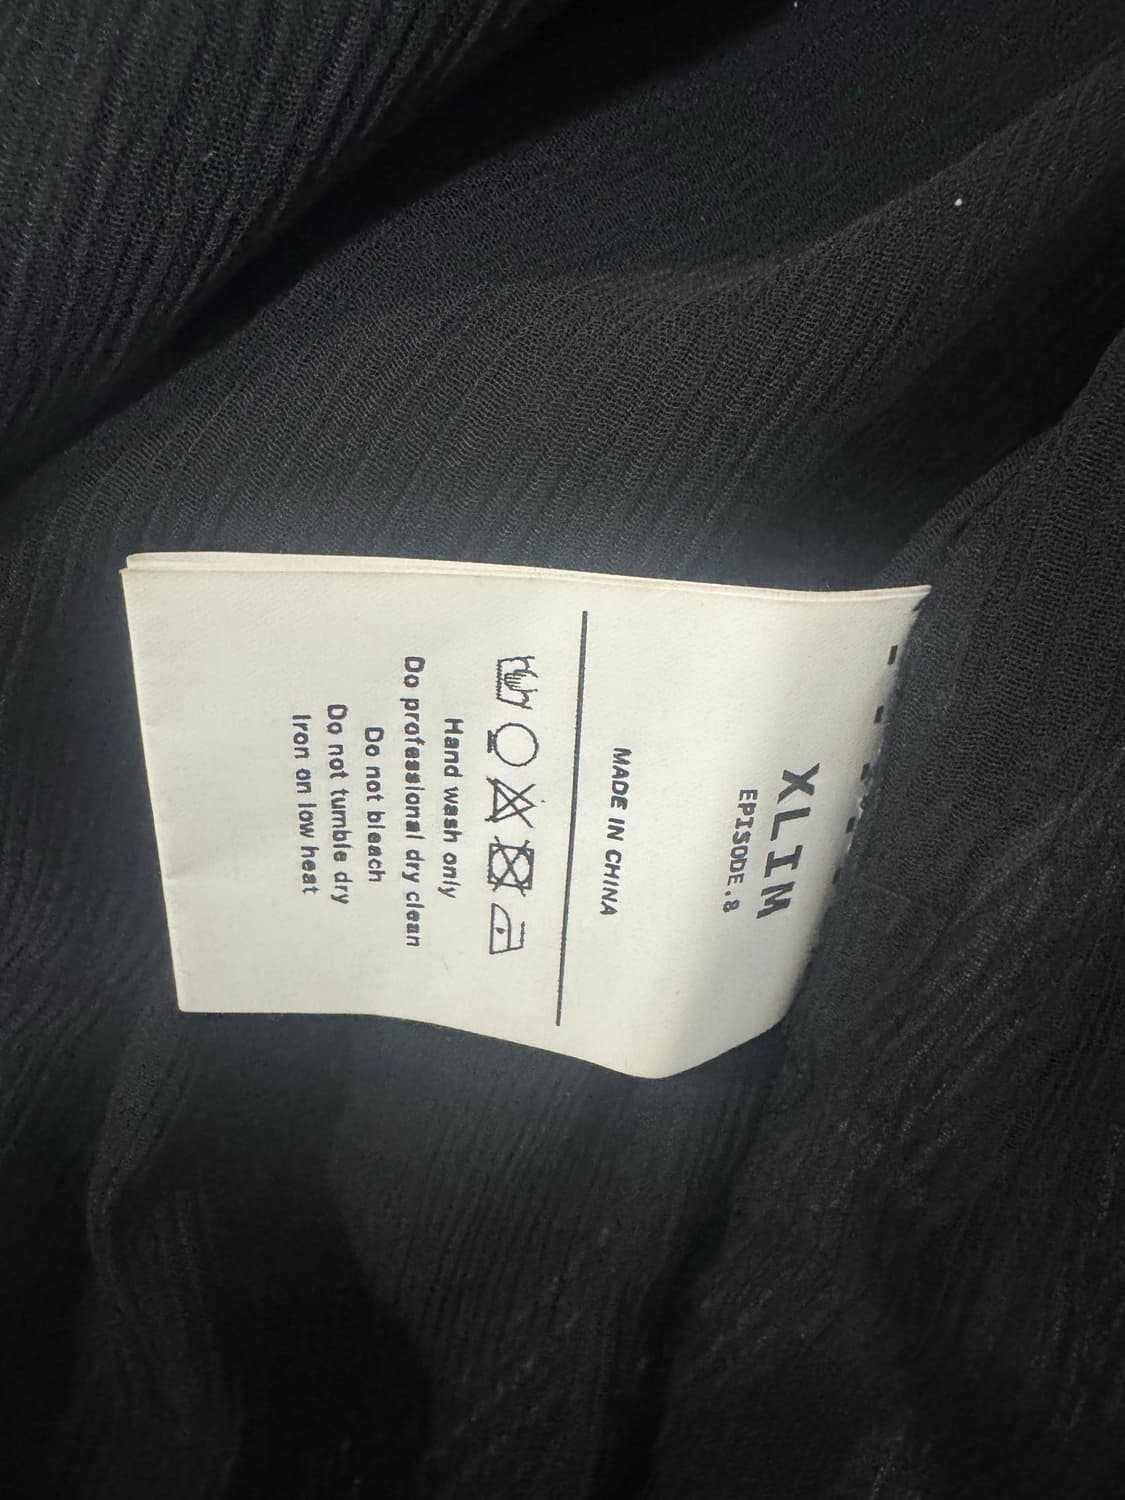 XLIM
EPISODE.8
MADE IN CHINA
Hand wash only
Do professional dry clean
Do not bleach
Do not tumble dry
Iron on low heat